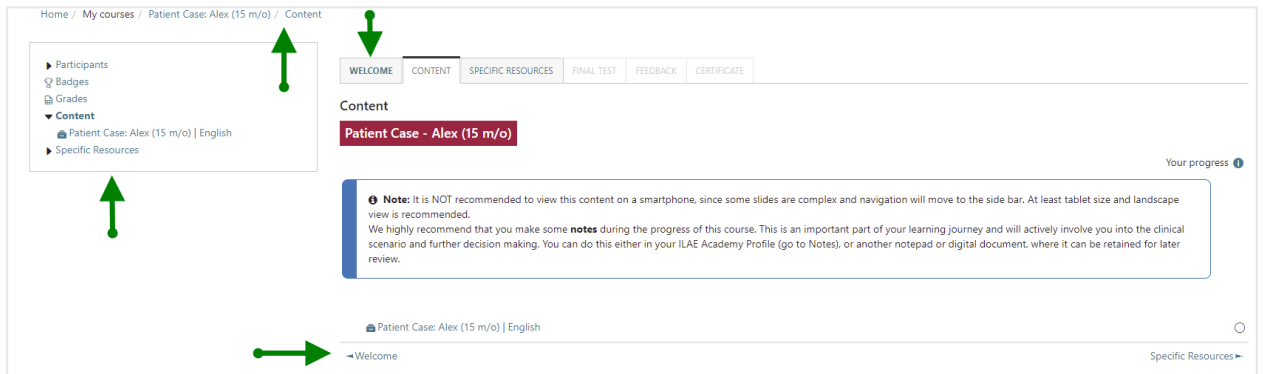 Home / My courses / Patient Case: Alex (15 m/o) / Content
Participants
Badges
Grades
Content
Patient Case: Alex (15 m/o) | English
Specific Resources
WELCOME CONTENT SPECIFIC RESOURCES FINAL TEST FEEDBACK CERTIFICATE
Content
Patient Case - Alex (15 m/o)
Your progress
Note: It is NOT recommended to view this content on a smartphone, since some slides are complex and navigation will move to the side bar. At least tablet size and landscape
view is recommended.
We highly recommend that you make some notes during the progress of this course. This is an important part of your learning journey and will actively involve you into the clinical
scenario and further decision making. You can do this either in your ILAE Academy Profile (go to Notes), or another notepad or digital document, where it can be retained for later
review.
Patient Case: Alex (15 m/o) | English
Welcome Specific Resources